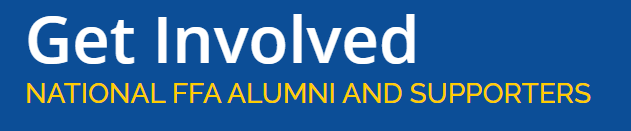 Get Involved
NATIONAL FFA ALUMNI AND SUPPORTERS